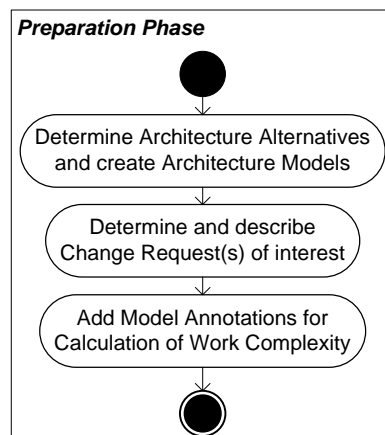 Preparation Phase
Determine Architecture Alternatives
and create Architecture Models
Determine and describe
Change Request(s) of interest
Add Model Annotations for
Calculation of Work Complexity